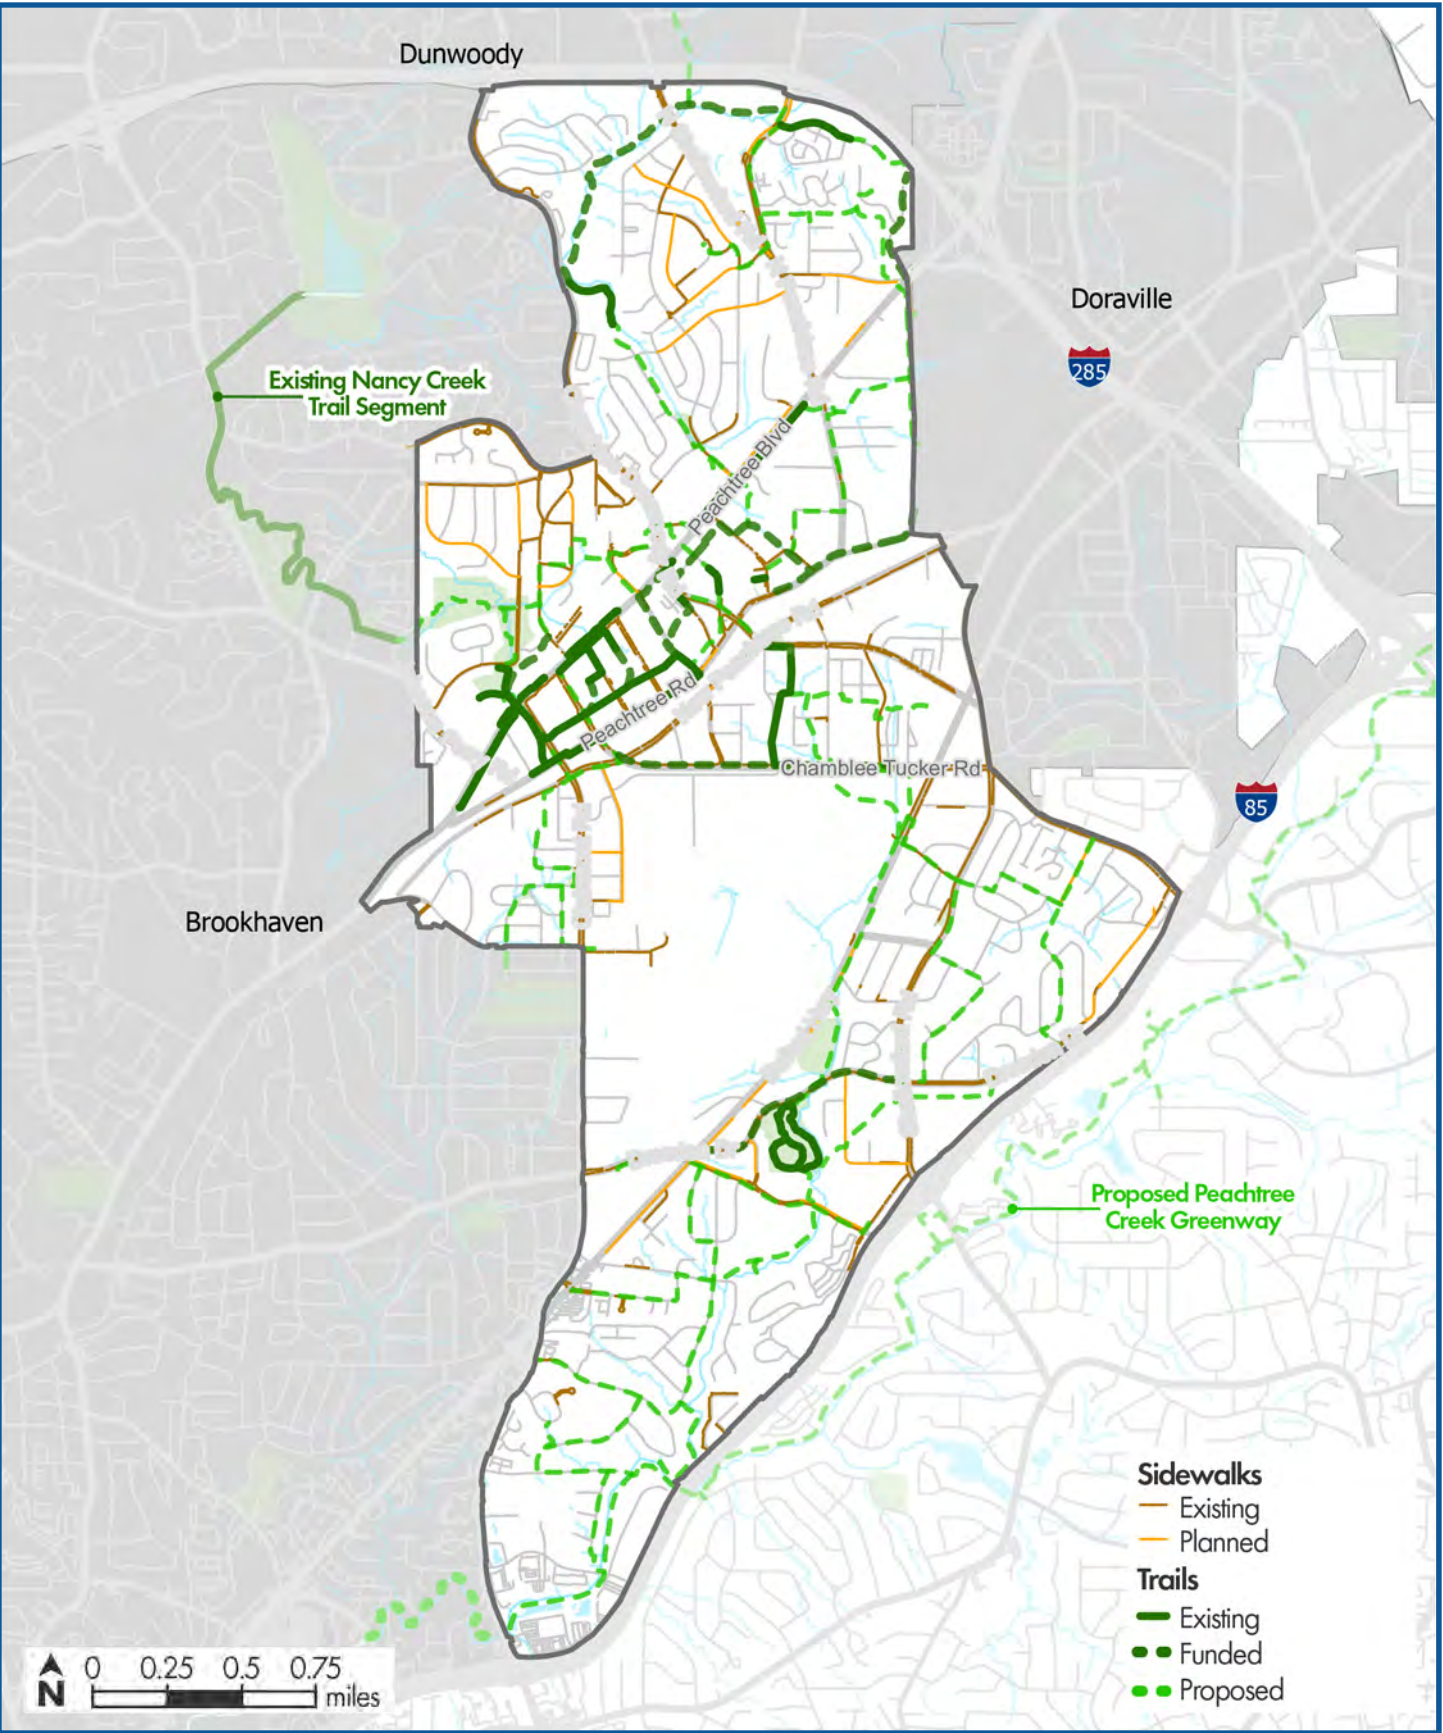 Dunwoody
Doraville
285
Existing Nancy Creek
Trail Segment
Peachtree Blvd
Peachtree Rd
Chamblee Tucker Rd
85
Brookhaven
Proposed Peachtree
Creek Greenway
Sidewalks
Existing
Planned
Trails
Existing
Funded
Proposed
N
0 0.25 0.5 0.75
miles